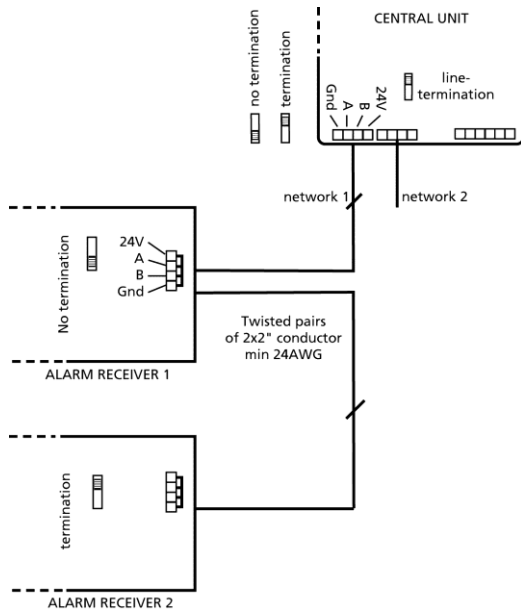 CENTRAL UNIT
no termination
termination
line-
termination
Gnd
A
B
24V
network 1
network 2
No termination
24V
A
B
Gnd
Twisted pairs
of 2x2" conductor
min 24AWG
ALARM RECEIVER 1
termination
ALARM RECEIVER 2